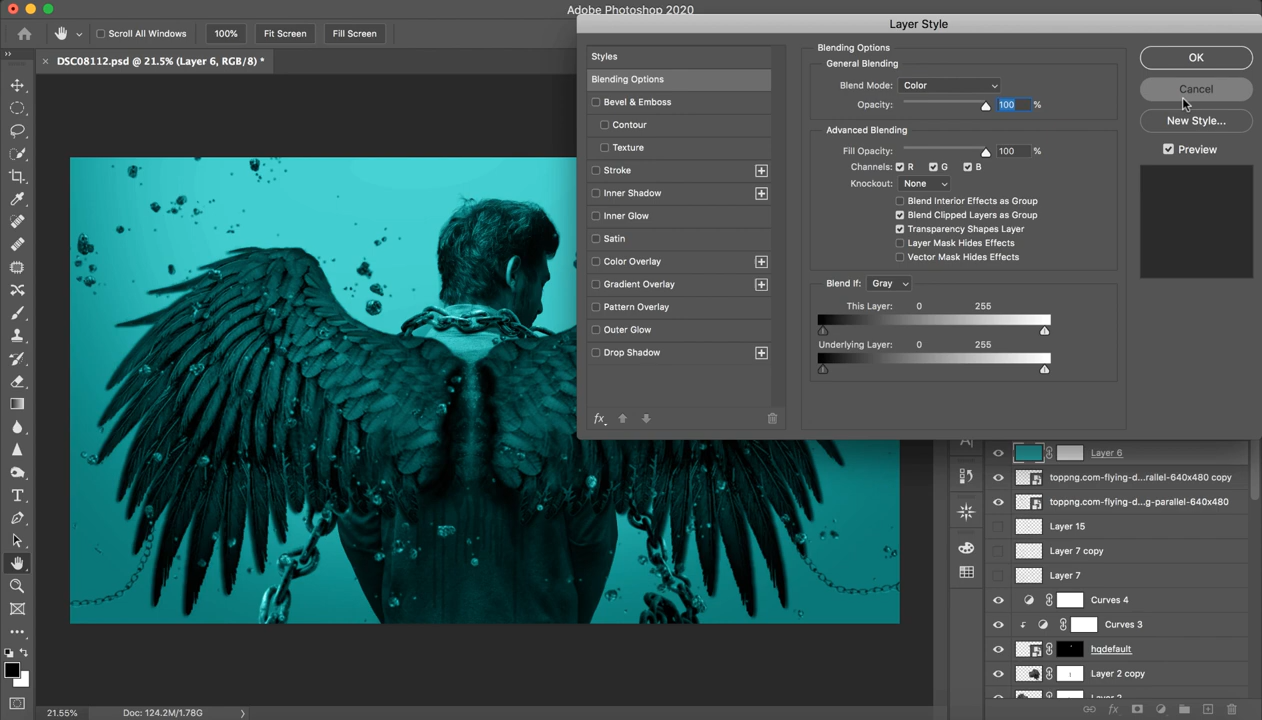 Adobe Photoshop 2020
Scroll All Windows
100%
Fit Screen
Fill Screen
DSC08112.psd @ 21.5% (Layer 6, RGB/8) *
Layer Style
Styles
Blending Options
Bevel & Emboss
Contour
Texture
Stroke
Inner Shadow
Inner Glow
Satin
Color Overlay
Gradient Overlay
Pattern Overlay
Outer Glow
Drop Shadow
fx
Blending Options
General Blending
Blend Mode: Color
Opacity: 100 %
Advanced Blending
Fill Opacity: 100 %
Channels: R G B
Knockout: None
Blend Interior Effects as Group
Blend Clipped Layers as Group
Transparency Shapes Layer
Layer Mask Hides Effects
Vector Mask Hides Effects
Blend If: Gray
This Layer: 0 255
Underlying Layer: 0 255
OK
Cancel
New Style...
Preview
Layer 6
toppng.com-flying-d...rallel-640x480 copy
toppng.com-flying-d...g-parallel-640x480
Layer 15
Layer 7 copy
Layer 7
Curves 4
Curves 3
hqdefault
Layer 2 copy
fx
21.55%
Doc: 124.2M/1.78G